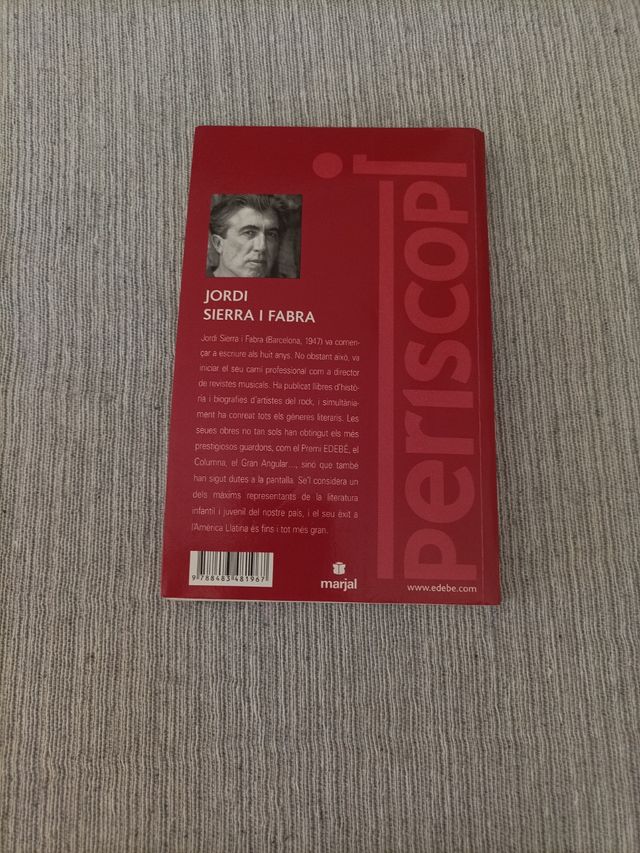 JORDI
SIERRA I FABRA
Jordi Sierra i Fabra (Barcelona, 1947) va comen-
çar a escriure als huit anys. No obstant això, va
iniciar el seu camí professional com a director
de revistes musicals. Ha publicat llibres d'histò-
ria i biografies d'artistes del rock, i simultània-
ment ha conreat tots els gèneres literaris. Les
seues obres no tan sols han obtingut els més
prestigiosos guardons, com el Premi EDEBÉ, el
Columna, el Gran Angular..., sinó que també
han sigut dutes a la pantalla. Se'l considera un
dels màxims representants de la literatura
infantil i juvenil del nostre país, i el seu èxit a
l'Amèrica Llatina és fins i tot més gran.
9 788483 481967
marjal
www.edebe.com
periscopi